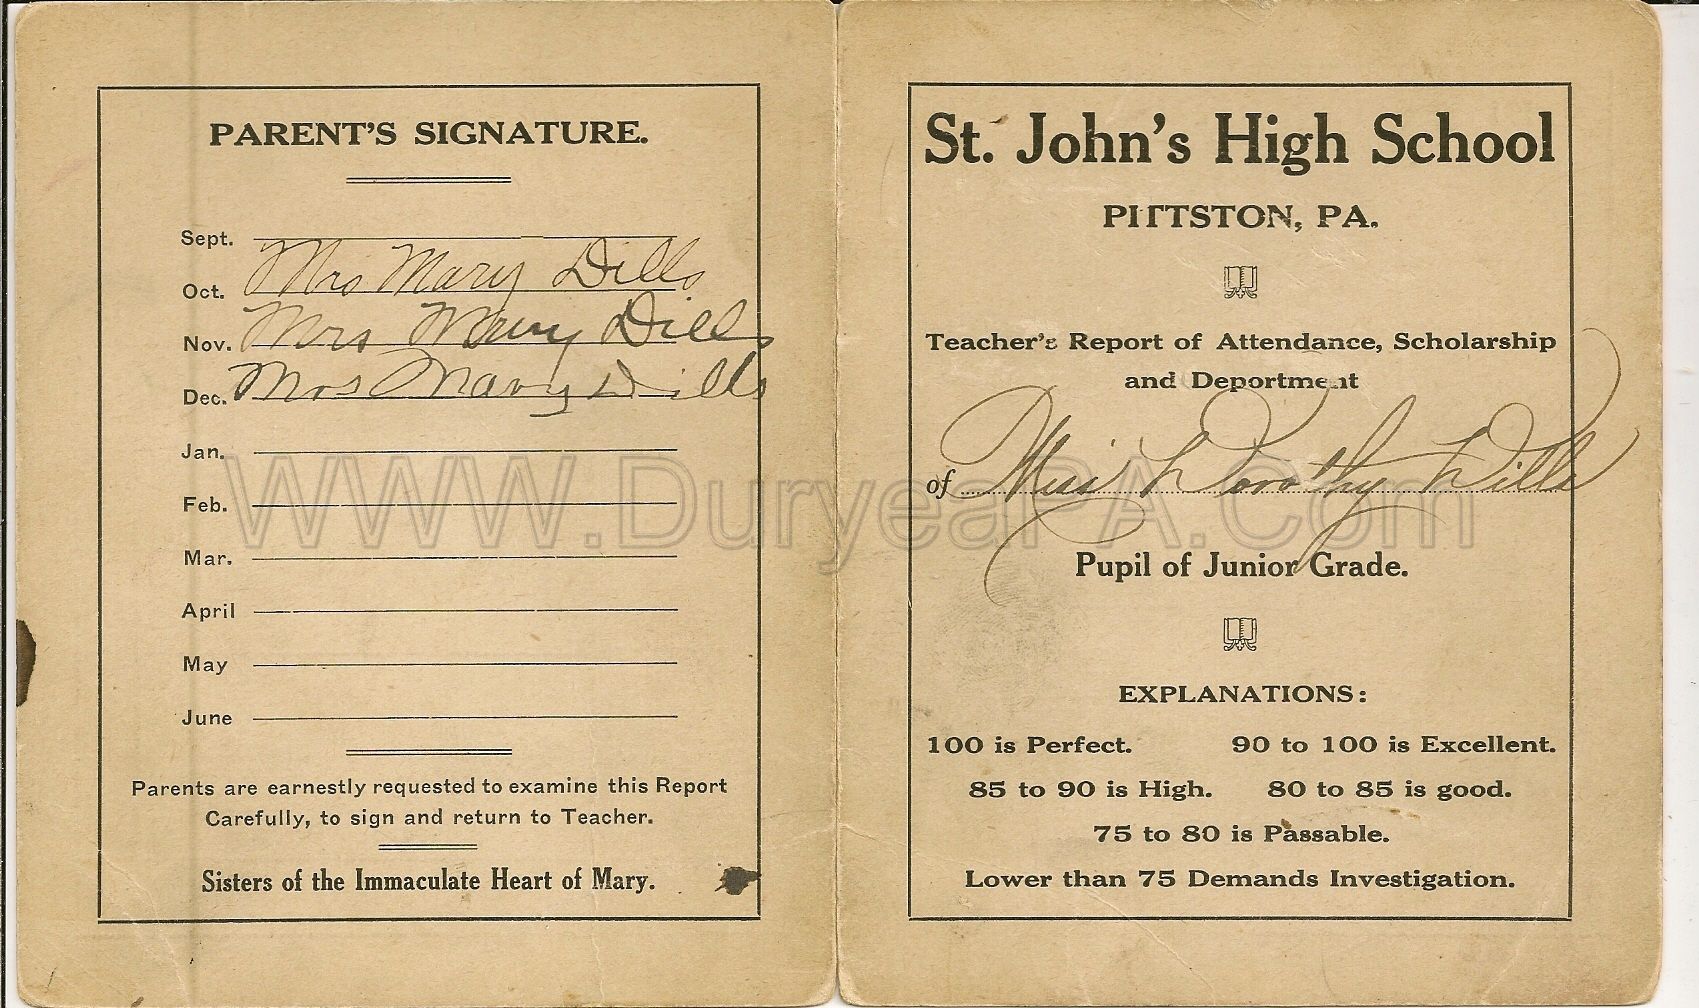 PARENT'S SIGNATURE.
Sept.
Oct. Mrs Mary Dills
Nov. Mrs Mary Dills
Dec. Mrs Mary Dills
Jan.
Feb.
Mar.
April
May
June
Parents are earnestly requested to examine this Report
Carefully, to sign and return to Teacher.
Sisters of the Immaculate Heart of Mary.
St. John's High School
PITTSTON, PA.
Teacher's Report of Attendance, Scholarship
and Deportment
of Miss Dorothy Dills
Pupil of Junior Grade.
EXPLANATIONS:
100 is Perfect. 90 to 100 is Excellent.
85 to 90 is High. 80 to 85 is good.
75 to 80 is Passable.
Lower than 75 Demands Investigation.
WWW.DuryeaPA.Com